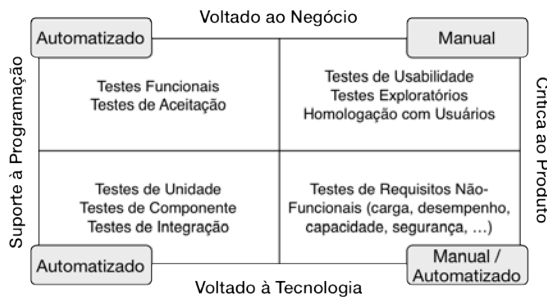 Voltado ao Negócio
Automatizado
Manual
Suporte à Programação
Testes Funcionais
Testes de Aceitação
Testes de Usabilidade
Testes Exploratórios
Homologação com Usuários
Crítica ao Produto
Testes de Unidade
Testes de Componente
Testes de Integração
Testes de Requisitos Não-
Funcionais (carga, desempenho,
capacidade, segurança, ...)
Automatizado
Manual /
Automatizado
Voltado à Tecnologia